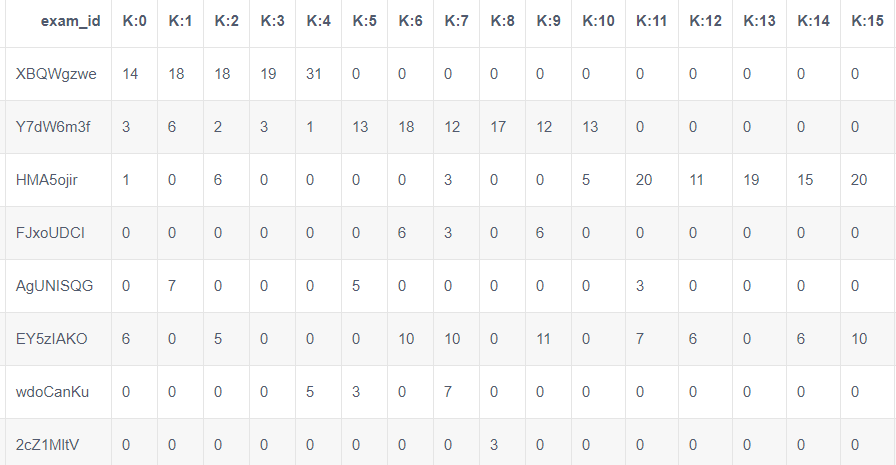 exam_id K:0 K:1 K:2 K:3 K:4 K:5 K:6 K:7 K:8 K:9 K:10 K:11 K:12 K:13 K:14 K:15
XBQWgzwe 14 18 18 19 31 0 0 0 0 0 0 0 0 0 0 0
Y7dW6m3f 3 6 2 3 1 13 18 12 17 12 13 0 0 0 0 0
HMA5ojir 1 0 6 0 0 0 0 3 0 0 5 20 11 19 15 20
FJxoUDCI 0 0 0 0 0 0 6 3 0 6 0 0 0 0 0 0
AgUNISQG 0 7 0 0 0 5 0 0 0 0 0 3 0 0 0 0
EY5zIAKO 6 0 5 0 0 0 10 10 0 11 0 7 6 0 6 10
wdoCanKu 0 0 0 0 5 3 0 7 0 0 0 0 0 0 0 0
2cZ1MltV 0 0 0 0 0 0 0 0 3 0 0 0 0 0 0 0